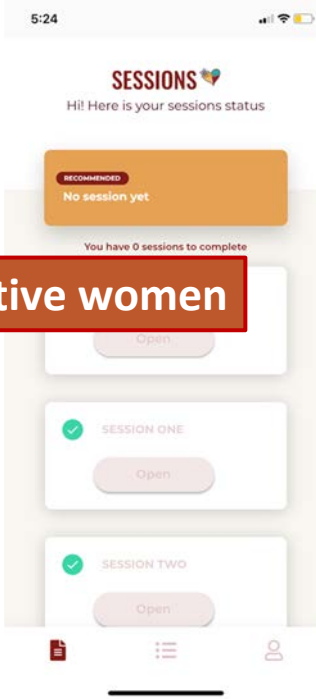 5:24
SESSIONS
Hi! Here is your sessions status
RECOMMENDED
No session yet
You have 0 sessions to complete
tive women
Open
SESSION ONE
Open
SESSION TWO
Open